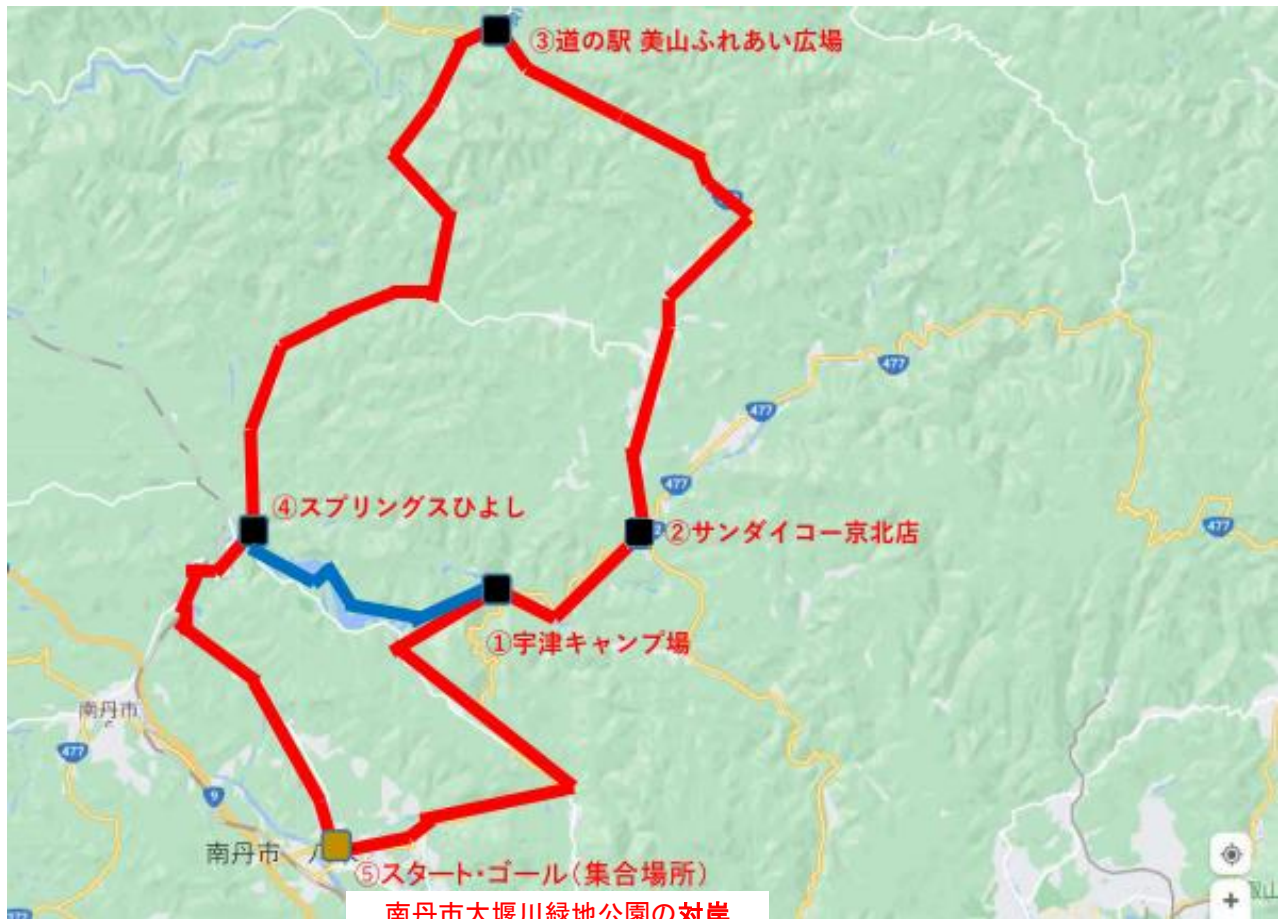 ③道の駅 美山ふれあい広場
477
477
477
④スプリングスひよし
②サンダイコー京北店
477
①宇津キャンプ場
南丹市
477
9
南丹市
⑤スタート・ゴール（集合場所）
南丹市大堰川緑地公園の対岸